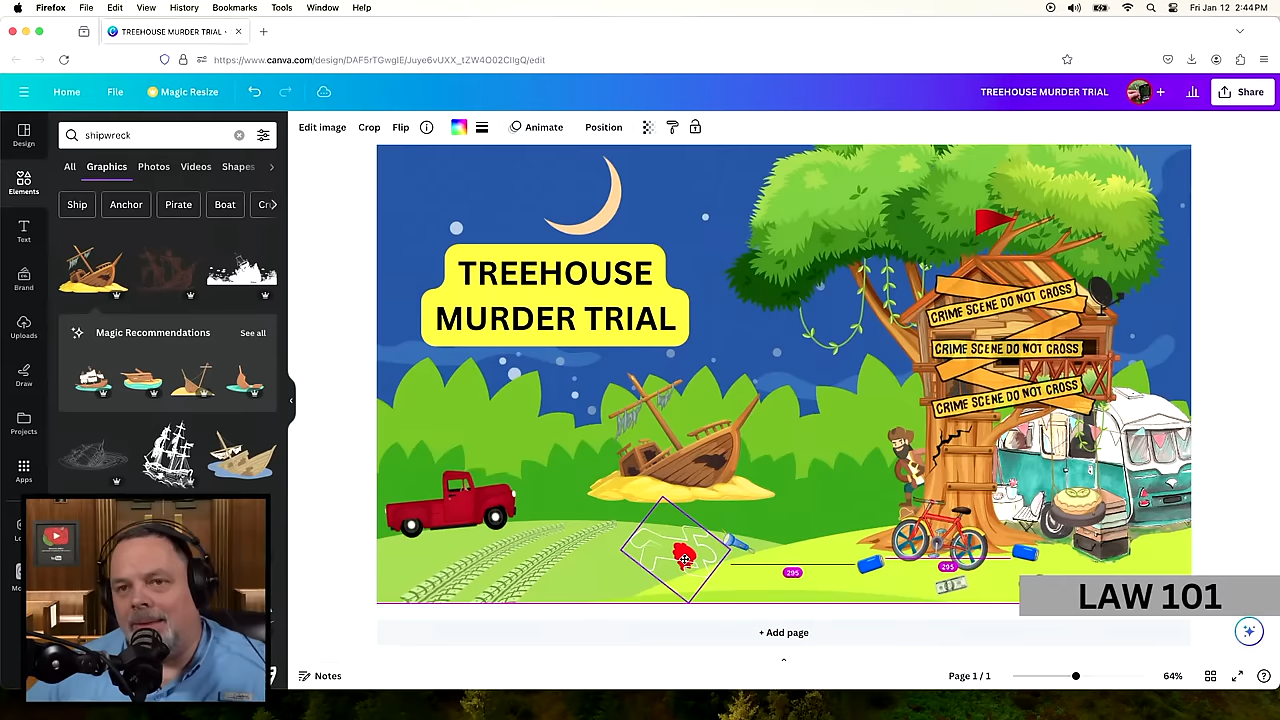 Firefox File Edit View History Bookmarks Tools Window Help Fri Jan 12 2:44PM
TREEHOUSE MURDER TRIAL
https://www.canva.com/design/DAF5rTGwglE/Juye6vUXX_tZW4O02CIlgQ/edit
Home File Magic Resize TREEHOUSE MURDER TRIAL Share
Design
shipwreck
Edit image Crop Flip Animate Position
All Graphics Photos Videos Shapes
Elements
Ship Anchor Pirate Boat
Text
Brand
Uploads
Magic Recommendations See all
Draw
Projects
Apps
TREEHOUSE
MURDER TRIAL
CRIME SCENE DO NOT CROSS
CRIME SCENE DO NOT CROSS
CRIME SCENE DO NOT CROSS
295
295
LAW 101
+ Add page
Notes
Page 1 / 1 64%